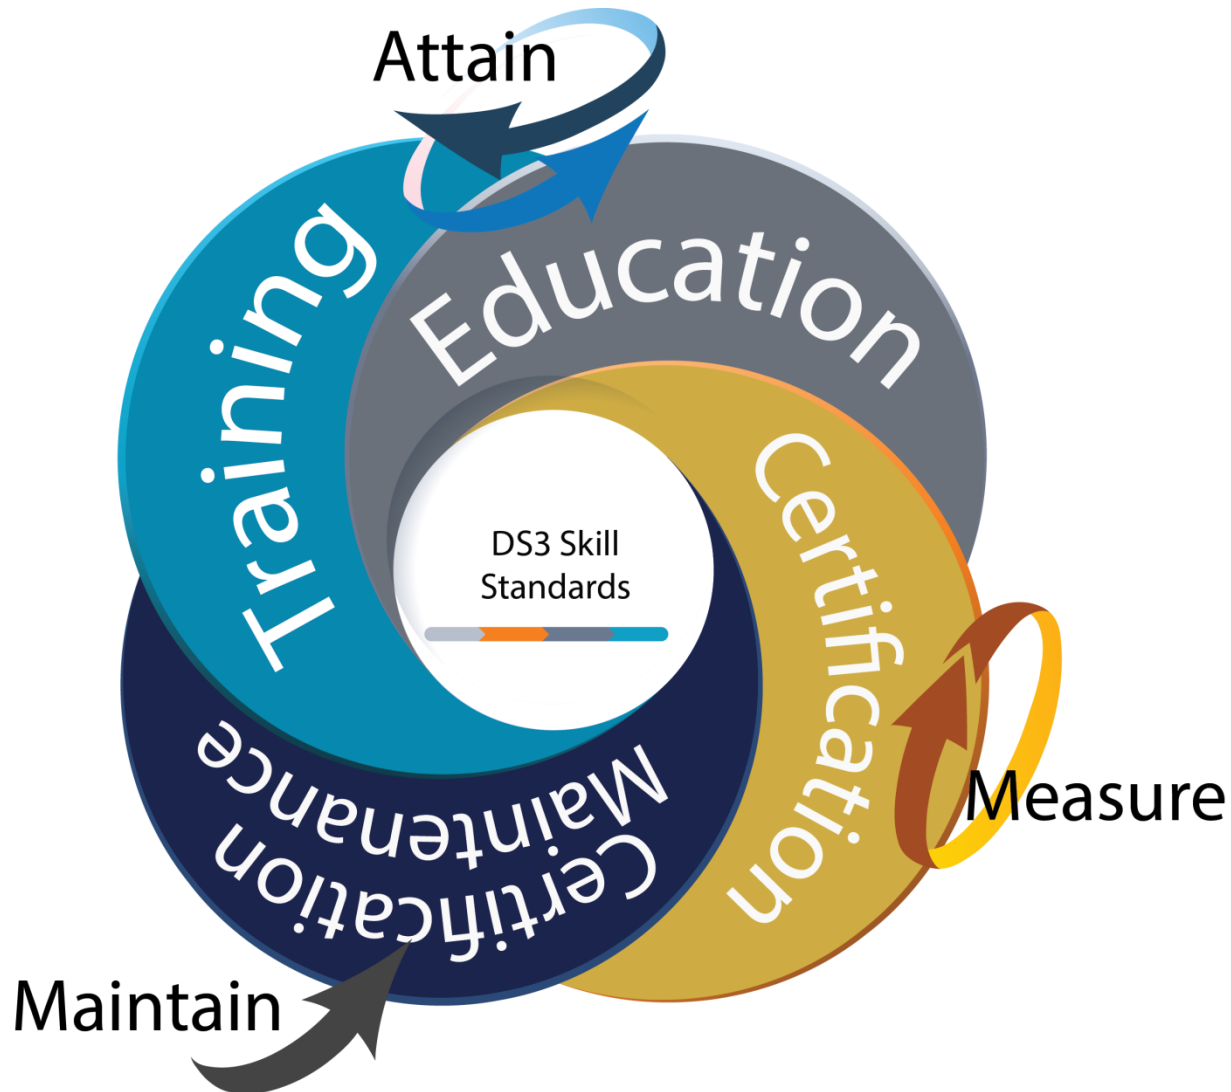 Attain
Training
Education
Certification
DS3 Skill
Standards
Measure
Certification
Maintenance
Maintain